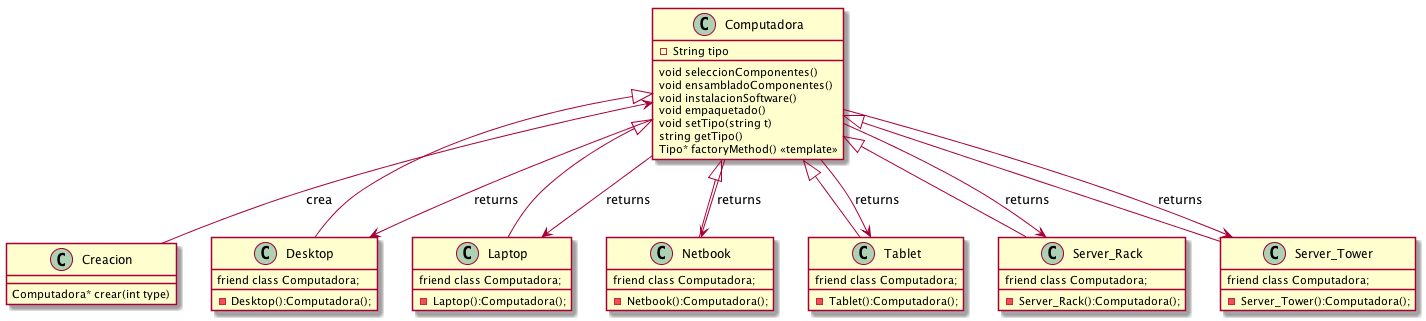 C Computadora
String tipo
void seleccionComponentes()
void ensambladoComponentes()
void instalacionSoftware()
void empaquetado()
void setTipo(string t)
string getTipo()
Tipo* factoryMethod() «template»
crea
returns
returns
returns
returns
returns
returns
C Creacion
Computadora* crear(int type)
C Desktop
friend class Computadora;
Desktop():Computadora();
C Laptop
friend class Computadora;
Laptop():Computadora();
C Netbook
friend class Computadora;
Netbook():Computadora();
C Tablet
friend class Computadora;
Tablet():Computadora();
C Server_Rack
friend class Computadora;
Server_Rack():Computadora();
C Server_Tower
friend class Computadora;
Server_Tower():Computadora();